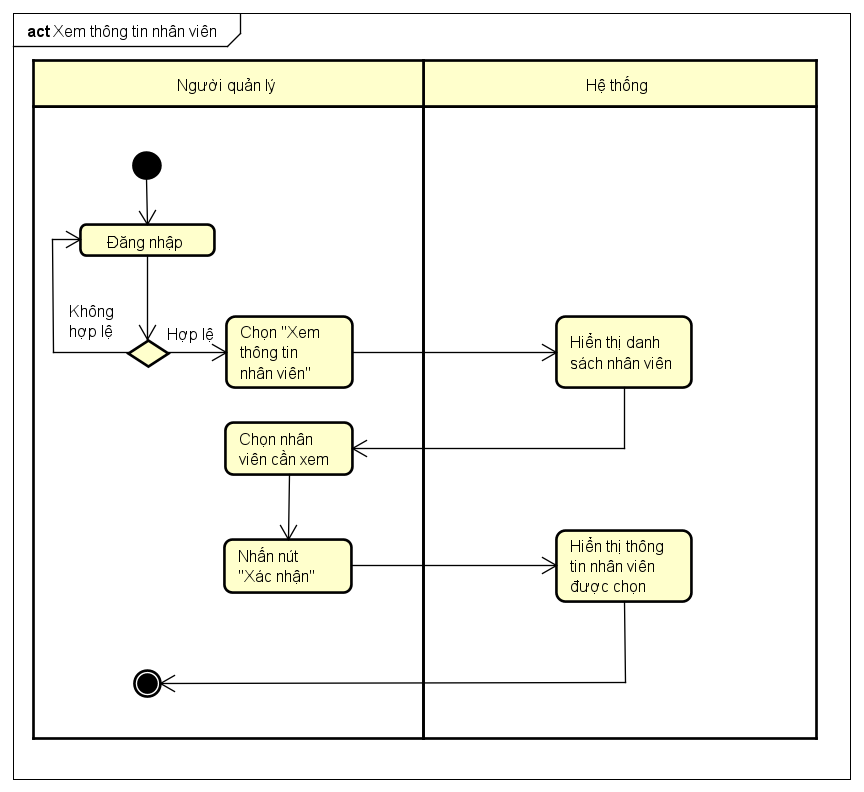 act Xem thông tin nhân viên
Người quản lý
Hệ thống
Đăng nhập
Không
hợp lệ
Hợp lệ
Chọn "Xem
thông tin
nhân viên"
Hiển thị danh
sách nhân viên
Chọn nhân
viên cần xem
Nhấn nút
"Xác nhận"
Hiển thị thông
tin nhân viên
được chọn